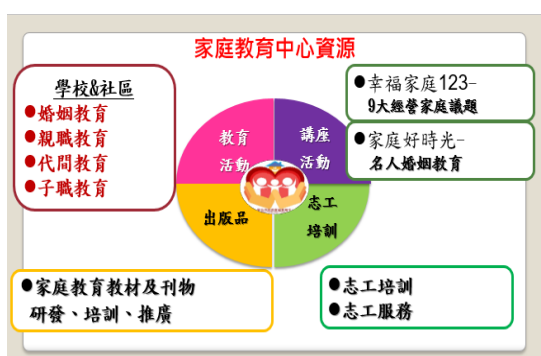 家庭教育中心資源
學校&社區
●婚姻教育
●親職教育
●代間教育
●子職教育
教育
活動
講座
活動
出版品
志工
培訓
●幸福家庭123-
9大經營家庭議題
●家庭好時光-
名人婚姻教育
●家庭教育教材及刊物
研發、培訓、推廣
●志工培訓
●志工服務